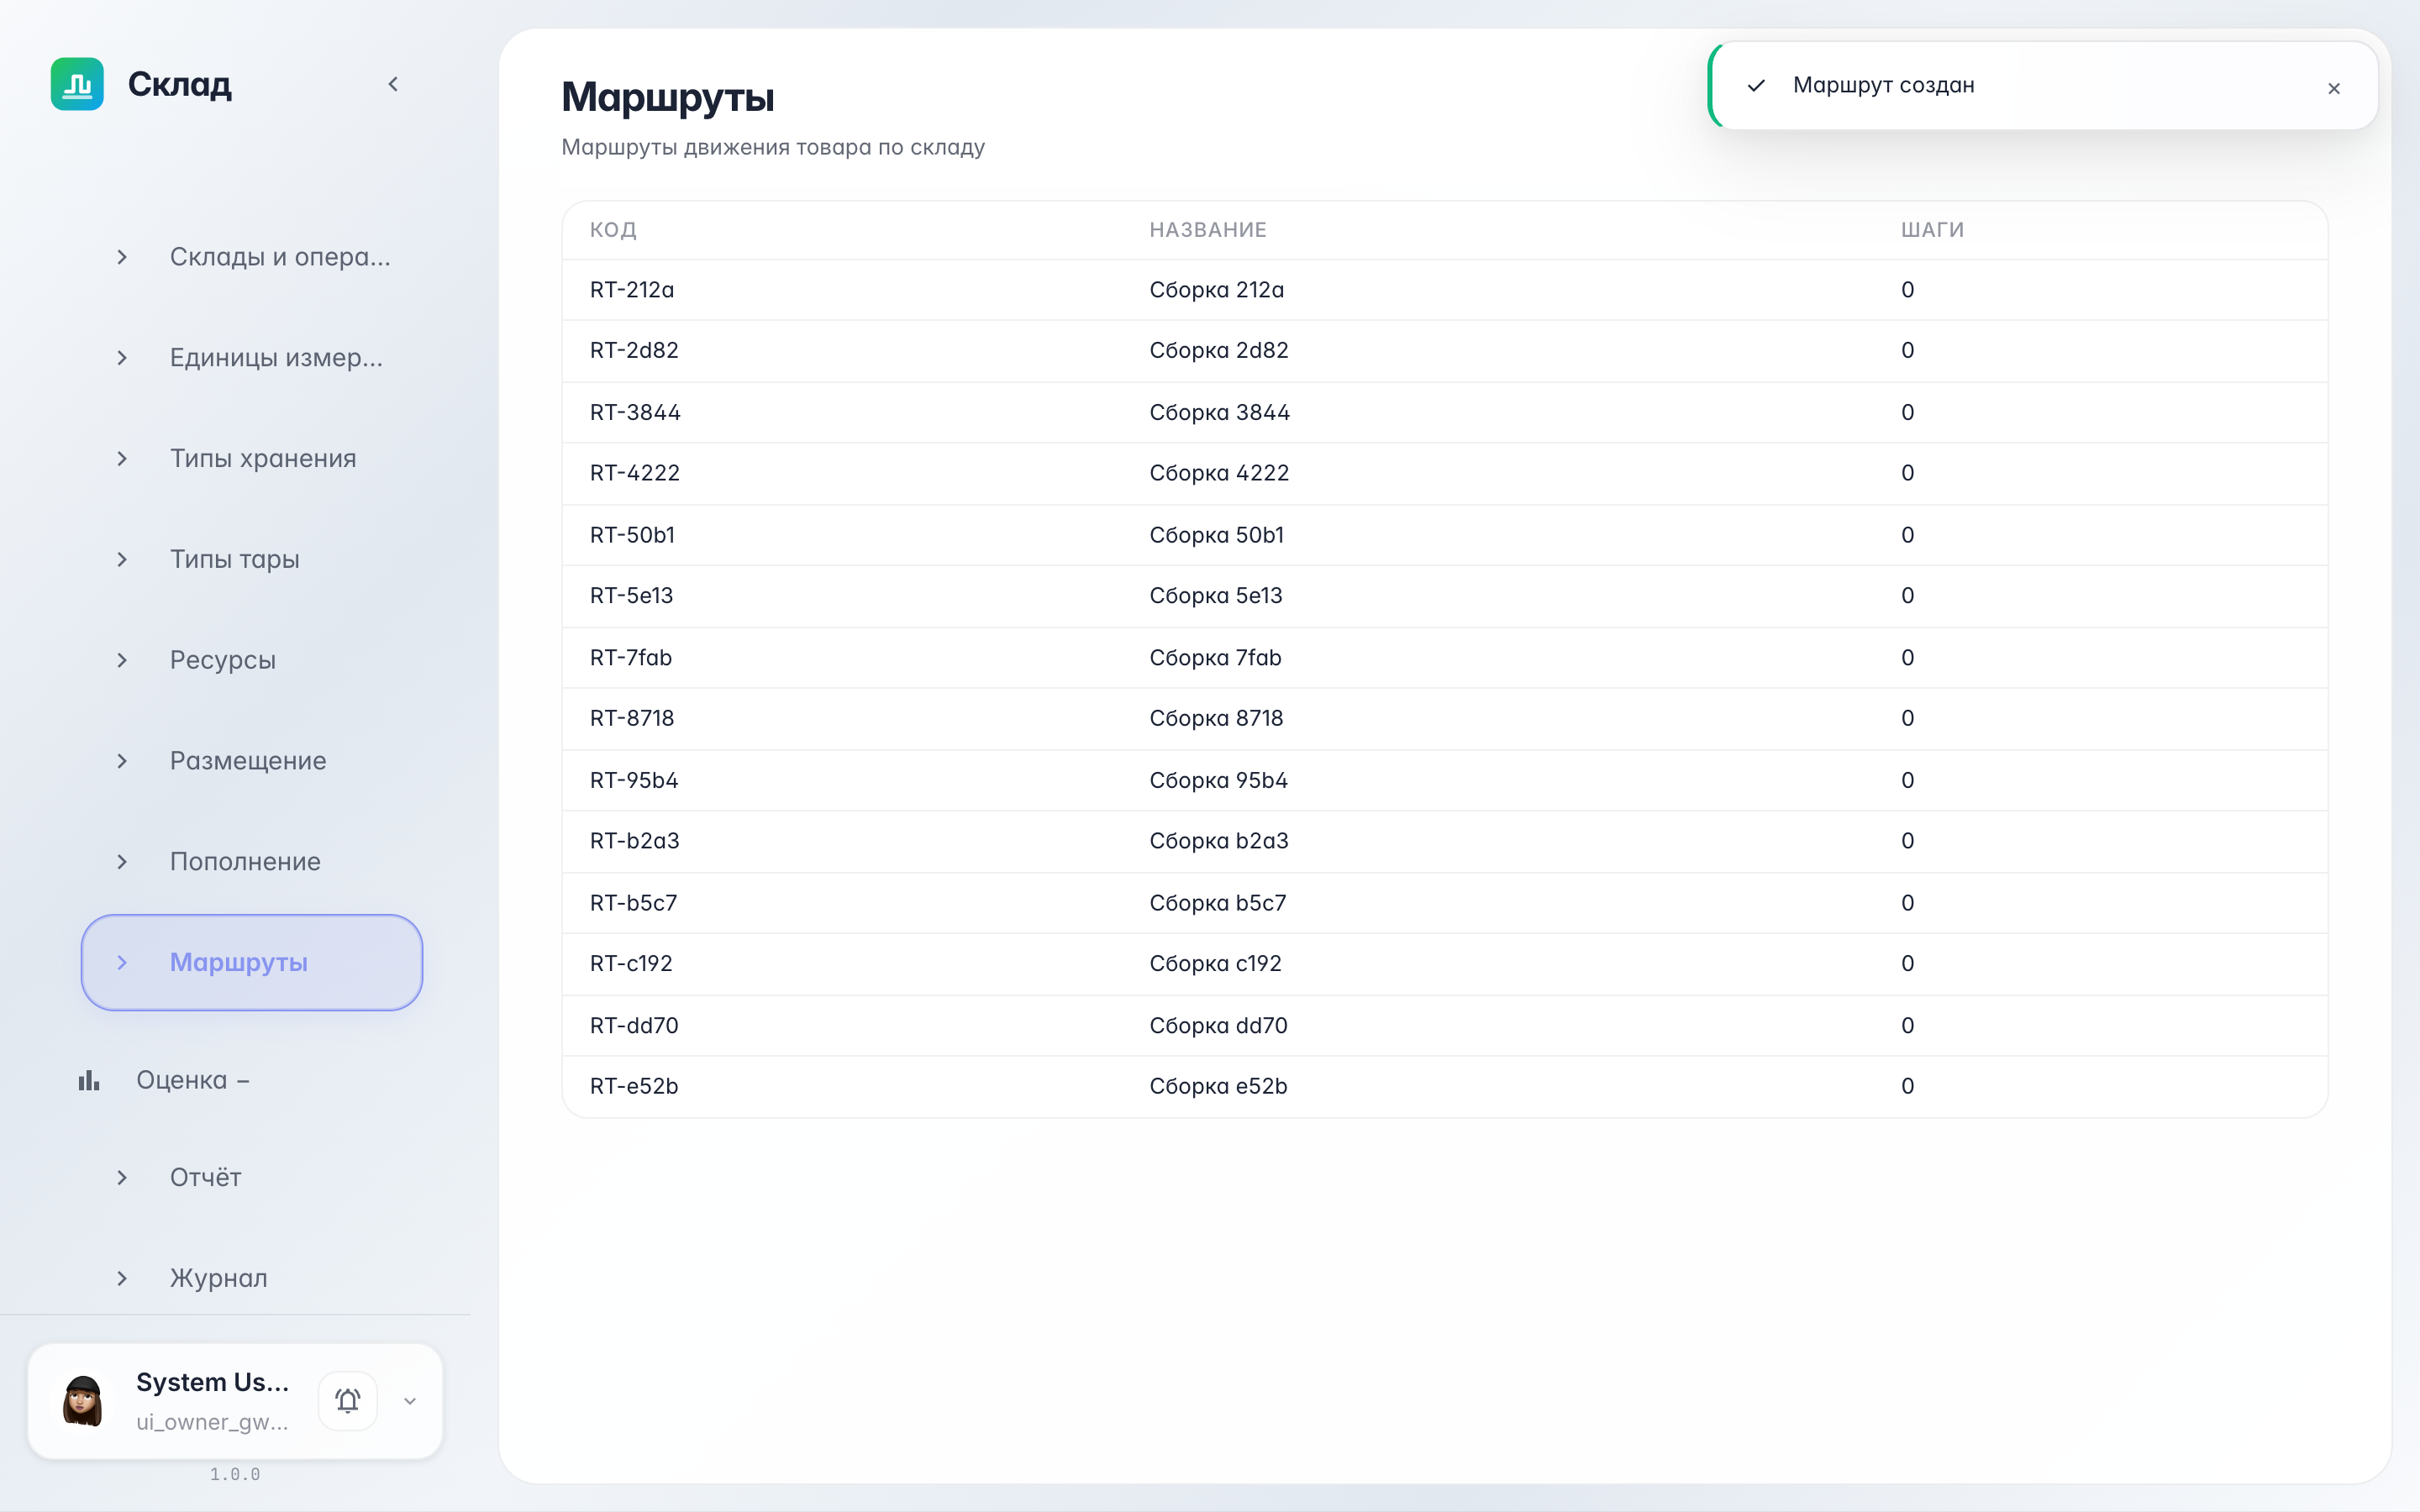 Склад
Склады и опера...
Единицы измер...
Типы хранения
Типы тары
Ресурсы
Размещение
Пополнение
Маршруты
Оценка –
Отчёт
Журнал
System Us...
ui_owner_gw...
1.0.0
Маршруты
Маршруты движения товара по складу
Маршрут создан
КОД НАЗВАНИЕ ШАГИ
RT-212a Сборка 212a 0
RT-2d82 Сборка 2d82 0
RT-3844 Сборка 3844 0
RT-4222 Сборка 4222 0
RT-50b1 Сборка 50b1 0
RT-5e13 Сборка 5e13 0
RT-7fab Сборка 7fab 0
RT-8718 Сборка 8718 0
RT-95b4 Сборка 95b4 0
RT-b2a3 Сборка b2a3 0
RT-b5c7 Сборка b5c7 0
RT-c192 Сборка c192 0
RT-dd70 Сборка dd70 0
RT-e52b Сборка e52b 0